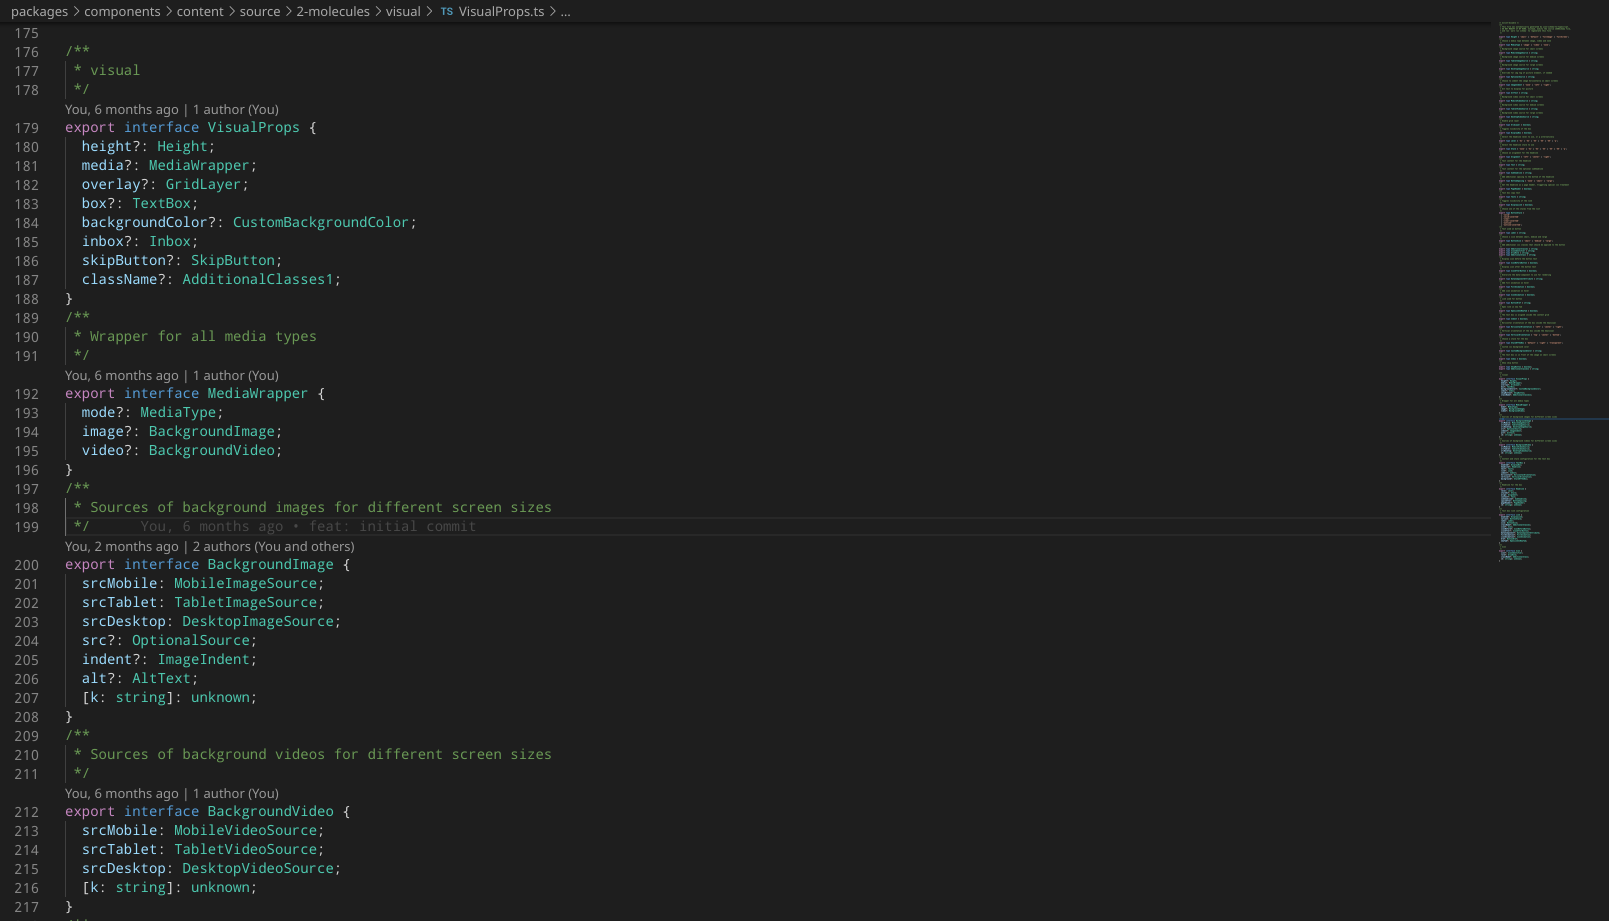 packages > components > content > source > 2-molecules > visual > TS VisualProps.ts > ...
175
176 /**
177  * visual
178  */
You, 6 months ago | 1 author (You)
179 export interface VisualProps {
180   height?: Height;
181   media?: MediaWrapper;
182   overlay?: GridLayer;
183   box?: TextBox;
184   backgroundColor?: CustomBackgroundColor;
185   inbox?: Inbox;
186   skipButton?: SkipButton;
187   className?: AdditionalClasses1;
188 }
189 /**
190  * Wrapper for all media types
191  */
You, 6 months ago | 1 author (You)
192 export interface MediaWrapper {
193   mode?: MediaType;
194   image?: BackgroundImage;
195   video?: BackgroundVideo;
196 }
197 /**
198  * Sources of background images for different screen sizes
199  */ You, 6 months ago • feat: initial commit
You, 2 months ago | 2 authors (You and others)
200 export interface BackgroundImage {
201   srcMobile: MobileImageSource;
202   srcTablet: TabletImageSource;
203   srcDesktop: DesktopImageSource;
204   src?: OptionalSource;
205   indent?: ImageIndent;
206   alt?: AltText;
207   [k: string]: unknown;
208 }
209 /**
210  * Sources of background videos for different screen sizes
211  */
You, 6 months ago | 1 author (You)
212 export interface BackgroundVideo {
213   srcMobile: MobileVideoSource;
214   srcTablet: TabletVideoSource;
215   srcDesktop: DesktopVideoSource;
216   [k: string]: unknown;
217 }